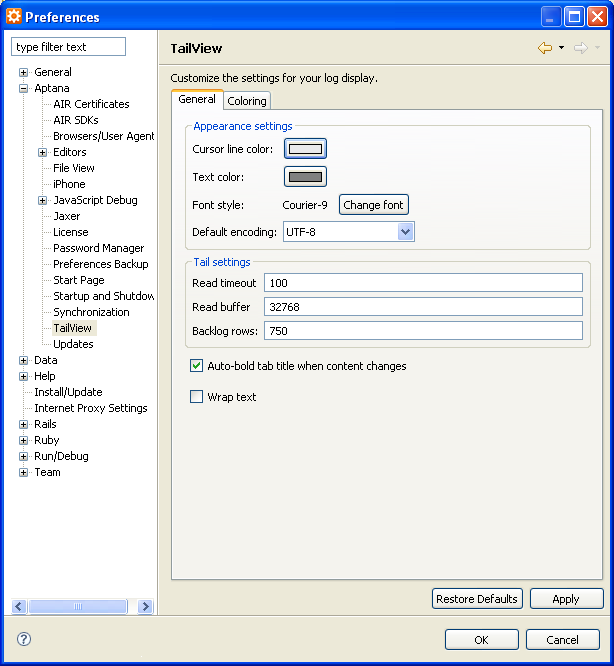 Preferences
type filter text
General
Aptana
AIR Certificates
AIR SDKs
Browsers/User Agent
Editors
File View
iPhone
JavaScript Debug
Jaxer
License
Password Manager
Preferences Backup
Start Page
Startup and Shutdow
Synchronization
TailView
Updates
Data
Help
Install/Update
Internet Proxy Settings
Rails
Ruby
Run/Debug
Team
TailView
Customize the settings for your log display.
General Coloring
Appearance settings
Cursor line color:
Text color:
Font style: Courier-9 Change font
Default encoding: UTF-8
Tail settings
Read timeout 100
Read buffer 32768
Backlog rows: 750
Auto-bold tab title when content changes
Wrap text
Restore Defaults Apply
? OK Cancel